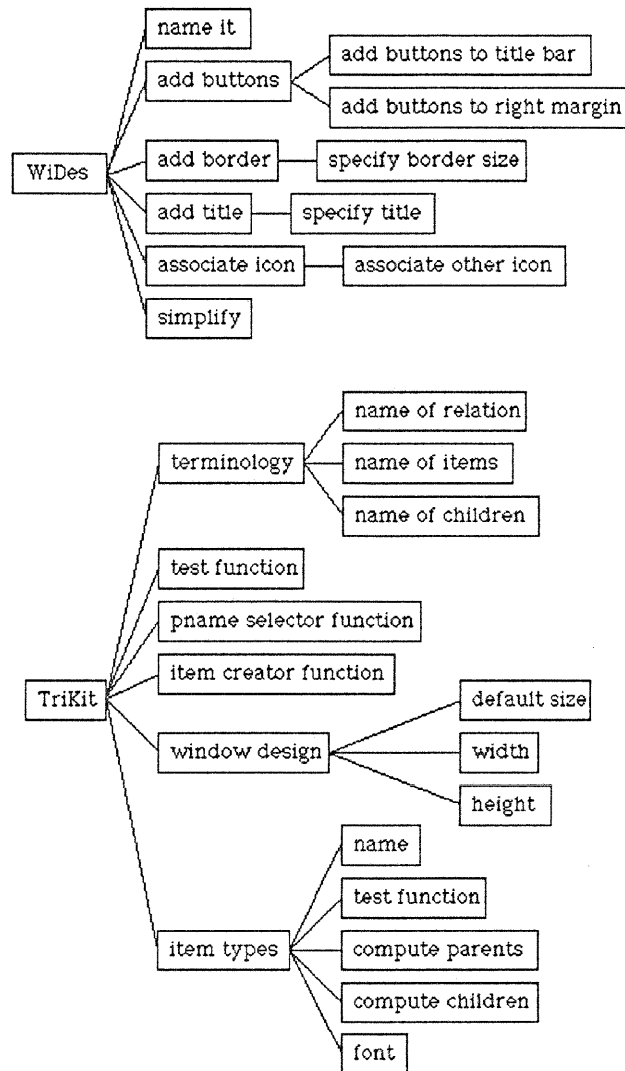 name it
add buttons
add buttons to title bar
add buttons to right margin
WiDes
add border
specify border size
add title
specify title
associate icon
associate other icon
simplify
terminology
name of relation
name of items
name of children
test function
pname selector function
item creator function
TriKit
window design
default size
width
height
item types
name
test function
compute parents
compute children
font